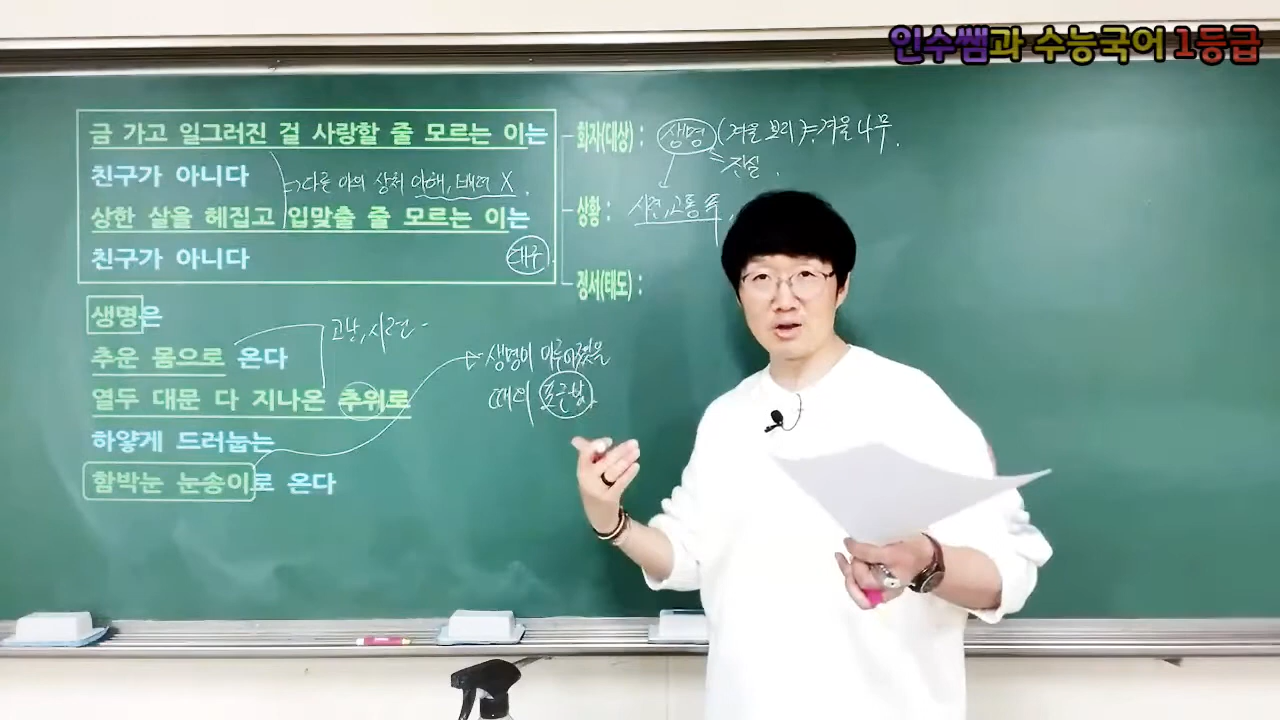 인수쌤과 수능국어 1등급
금 가고 일그러진 걸 사랑할 줄 모르는 이는
친구가 아니다
다른 이의 상처 이해, 배려 X.
상한 살을 헤집고 입맞출 줄 모르는 이는
친구가 아니다
대구
생명은
추운 몸으로 온다
고난, 시련
열두 대문 다 지나온 추위로
하얗게 드러눕는
함박눈 눈송이로 온다
생명이 이루어졌을
때의 포근함
화자(대상) : 생명 (겨울 보리 겨울 나무.
진실.
상황 : 시련, 고통 속,
정서(태도) :